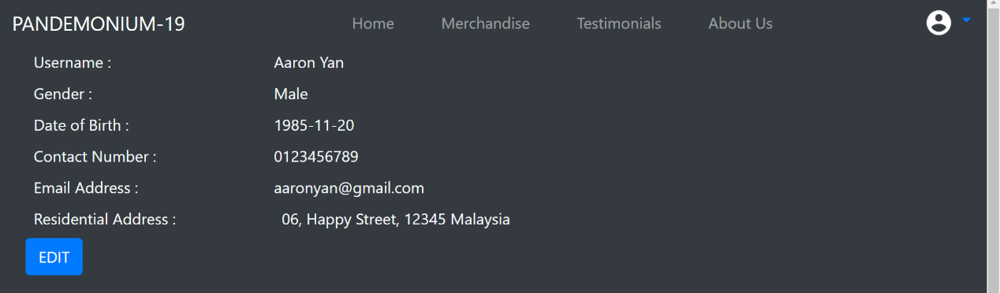 PANDEMONIUM-19 Home Merchandise Testimonials About Us
Username : Aaron Yan
Gender : Male
Date of Birth : 1985-11-20
Contact Number : 0123456789
Email Address : aaronyan@gmail.com
Residential Address : 06, Happy Street, 12345 Malaysia
EDIT